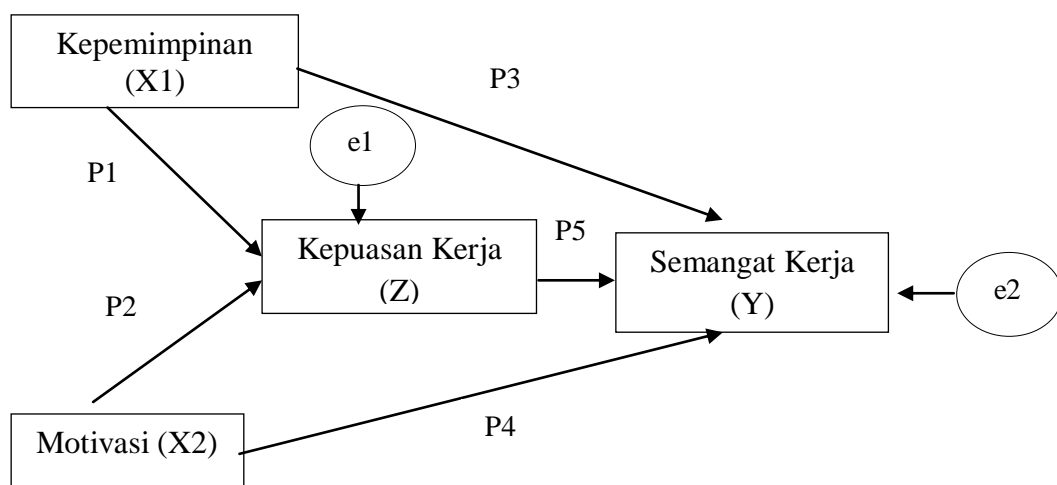 Kepemimpinan
(X1)
P3
e1
P1
P5
Kepuasan Kerja
(Z)
Semangat Kerja
(Y)
e2
P2
P4
Motivasi (X2)